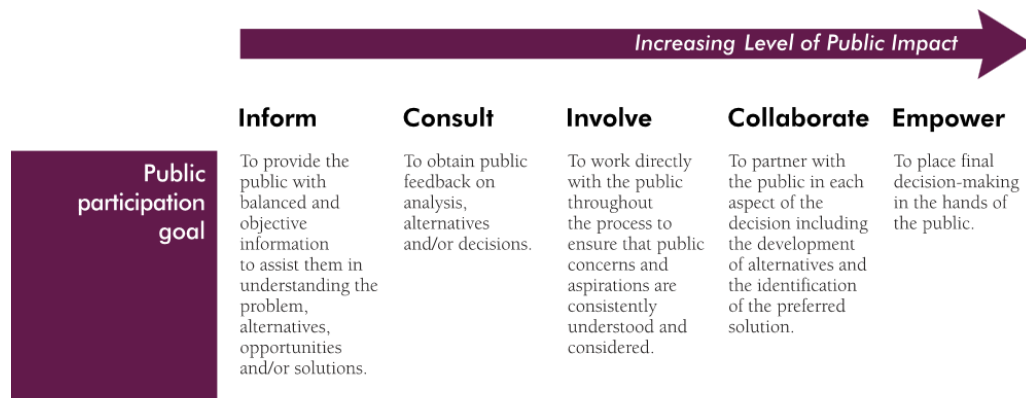 Increasing Level of Public Impact
Inform
Consult
Involve
Collaborate
Empower
Public
participation
goal
To provide the
public with
balanced and
objective
information
to assist them in
understanding the
problem,
alternatives,
opportunities
and/or solutions.
To obtain public
feedback on
analysis,
alternatives
and/or decisions.
To work directly
with the public
throughout
the process to
ensure that public
concerns and
aspirations are
consistently
understood and
considered.
To partner with
the public in each
aspect of the
decision including
the development
of alternatives and
the identification
of the preferred
solution.
To place final
decision-making
in the hands of
the public.